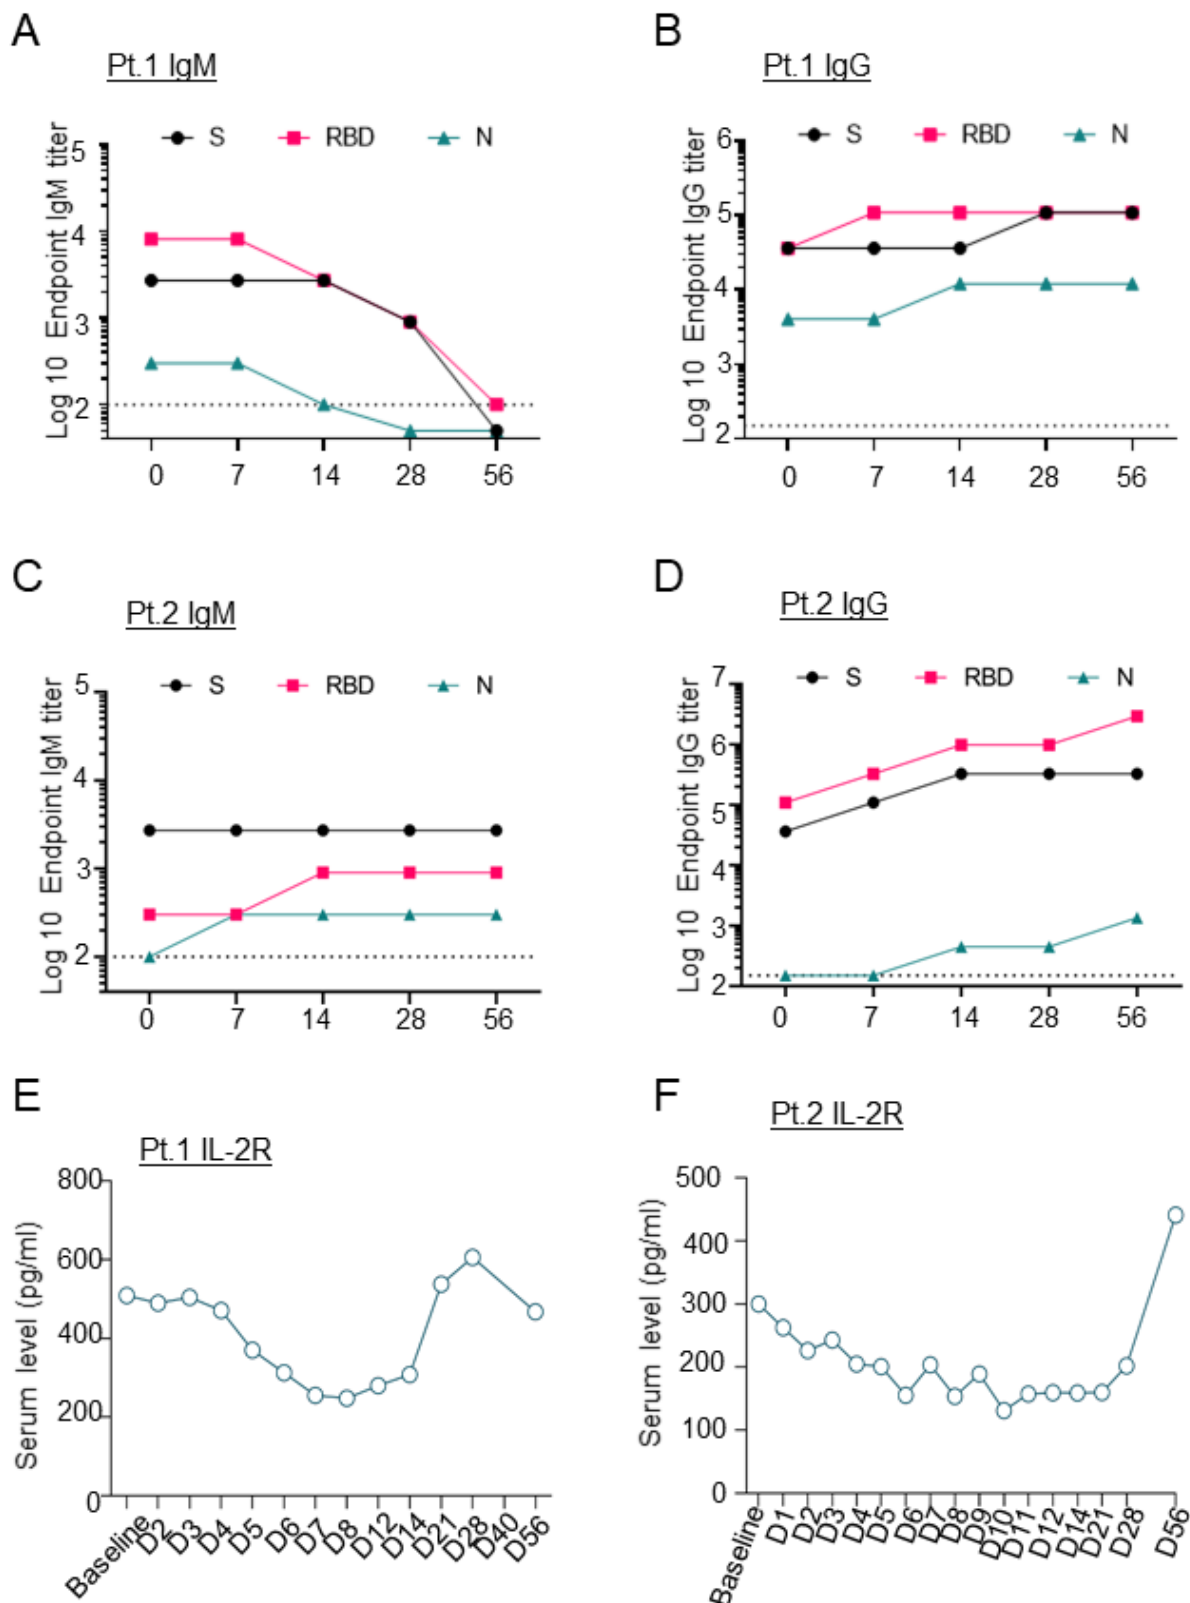 A
B
Pt.1 IgM
Pt.1 IgG
S RBD N
S RBD N
Log 10 Endpoint IgM titer
5
4
3
2
0 7 14 28 56
Log 10 Endpoint IgG titer
6
5
4
3
2
0 7 14 28 56
C
D
Pt.2 IgM
Pt.2 IgG
S RBD N
S RBD N
Log 10 Endpoint IgM titer
5
4
3
2
0 7 14 28 56
Log 10 Endpoint IgG titer
7
6
5
4
3
2
0 7 14 28 56
E
F
Pt.1 IL-2R
Pt.2 IL-2R
Serum level (pg/ml)
800
600
400
200
0
Baseline D2 D3 D4 D5 D6 D7 D8 D12 D14 D21 D28 D40 D56
Serum level (pg/ml)
500
400
300
200
100
0
Baseline D1 D2 D3 D4 D5 D6 D7 D8 D9 D10 D11 D12 D14 D21 D28 D56